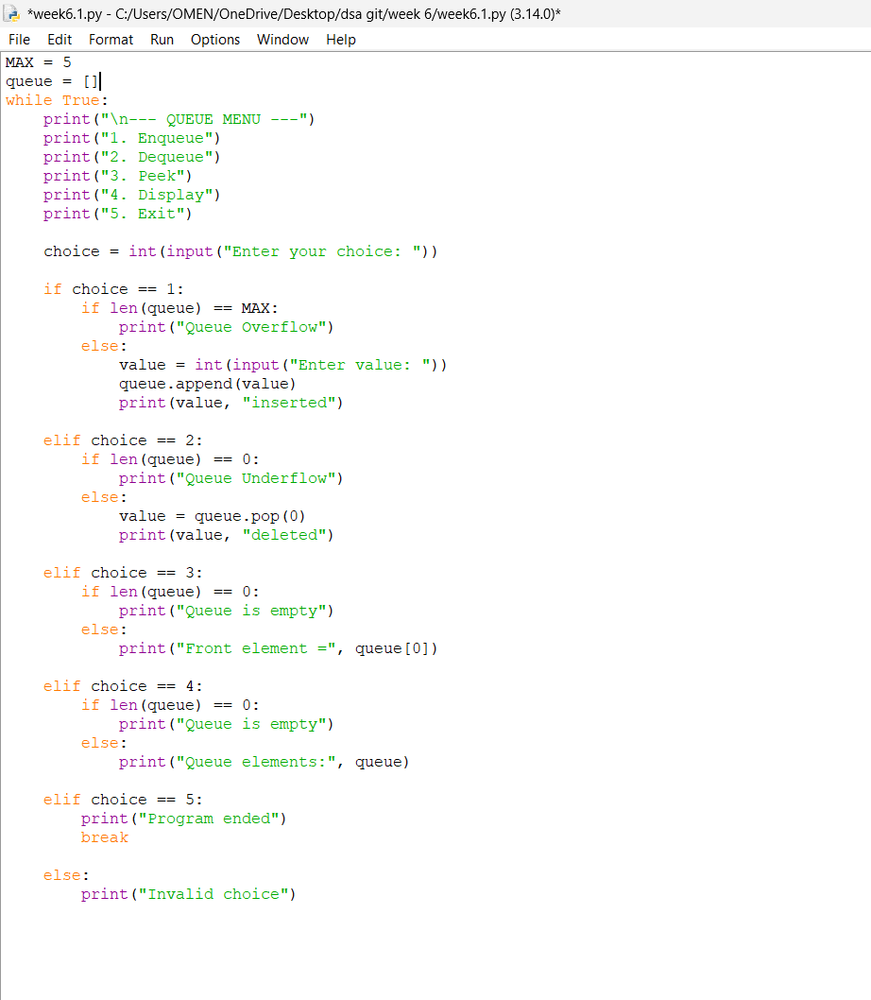 *week6.1.py - C:/Users/OMEN/OneDrive/Desktop/dsa git/week 6/week6.1.py (3.14.0)*
File Edit Format Run Options Window Help
MAX = 5
queue = []
while True:
    print("\n--- QUEUE MENU ---")
    print("1. Enqueue")
    print("2. Dequeue")
    print("3. Peek")
    print("4. Display")
    print("5. Exit")

    choice = int(input("Enter your choice: "))

    if choice == 1:
        if len(queue) == MAX:
            print("Queue Overflow")
        else:
            value = int(input("Enter value: "))
            queue.append(value)
            print(value, "inserted")

    elif choice == 2:
        if len(queue) == 0:
            print("Queue Underflow")
        else:
            value = queue.pop(0)
            print(value, "deleted")

    elif choice == 3:
        if len(queue) == 0:
            print("Queue is empty")
        else:
            print("Front element =", queue[0])

    elif choice == 4:
        if len(queue) == 0:
            print("Queue is empty")
        else:
            print("Queue elements:", queue)

    elif choice == 5:
        print("Program ended")
        break

    else:
        print("Invalid choice")